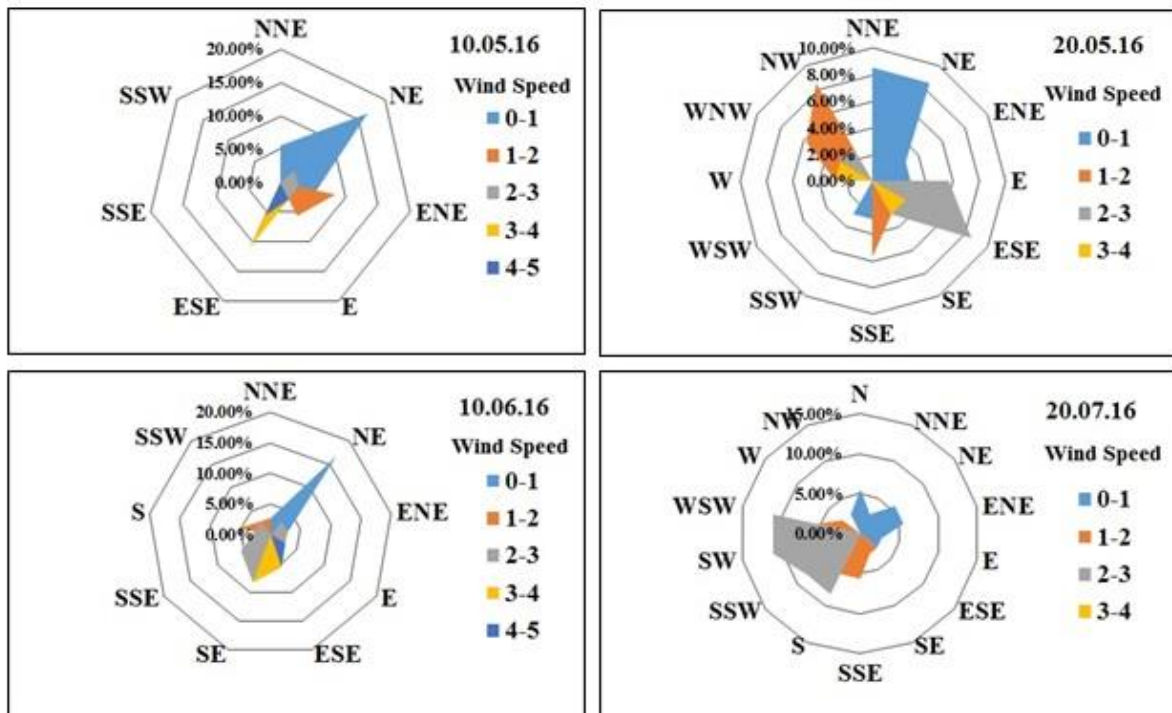 NNE
20.00%
10.05.16
SSW
15.00%
NE
Wind Speed
10.00%
0-1
5.00%
1-2
0.00%
2-3
SSE
ENE
3-4
4-5
ESE
E
NNE
10.00%
20.05.16
NW
8.00%
NE
Wind Speed
WNW
6.00%
ENE
0-1
4.00%
2.00%
1-2
W
0.00%
E
2-3
WSW
ESE
3-4
SSW
SE
SSE
NNE
20.00%
10.06.16
SSW
15.00%
NE
Wind Speed
10.00%
0-1
S
5.00%
ENE
1-2
0.00%
2-3
SSE
E
3-4
SE
ESE
4-5
N
15.00%
20.07.16
NW
NNE
W
10.00%
NE
Wind Speed
WSW
5.00%
ENE
0-1
0.00%
1-2
SW
E
2-3
SSW
ESE
3-4
S
SE
SSE